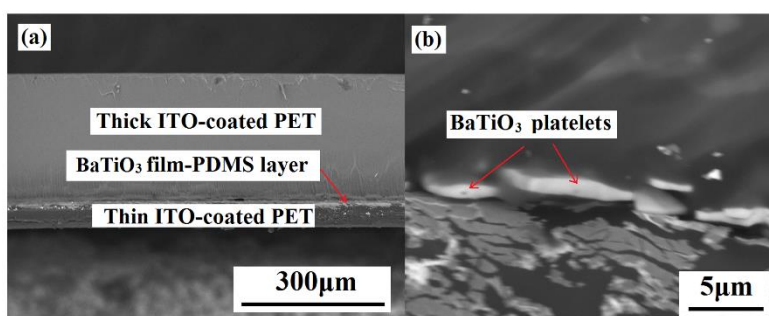 (a)
Thick ITO-coated PET
BaTiO₃ film-PDMS layer
Thin ITO-coated PET
300μm
(b)
BaTiO₃ platelets
5μm